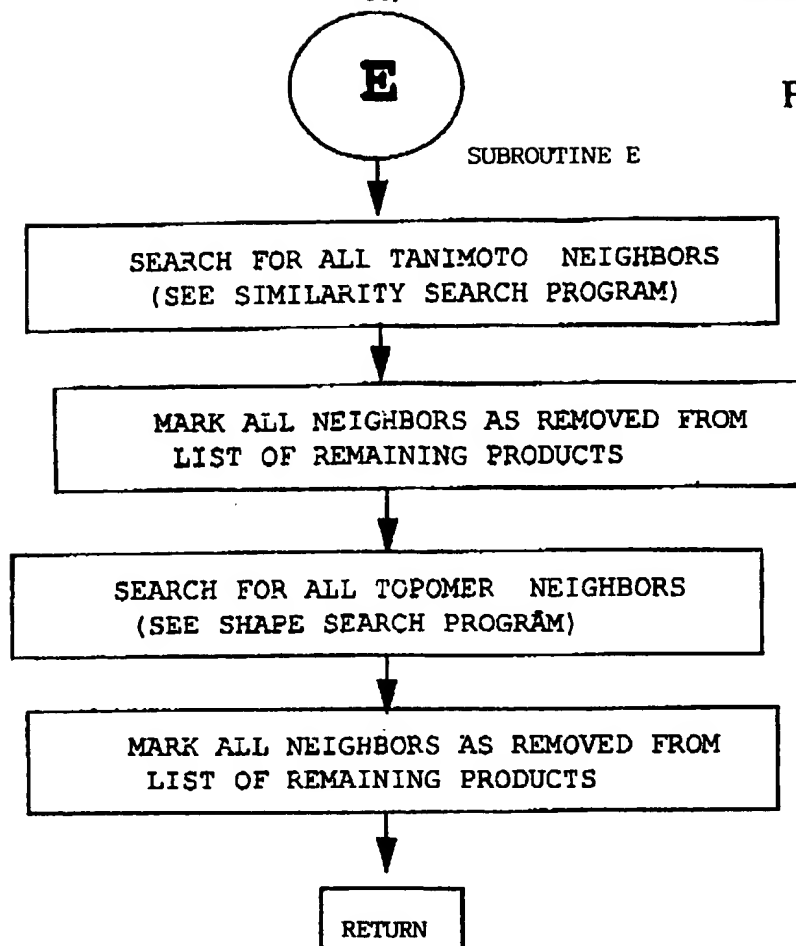 E
SUBROUTINE E
SEARCH FOR ALL TANIMOTO NEIGHBORS
(SEE SIMILARITY SEARCH PROGRAM)
MARK ALL NEIGHBORS AS REMOVED FROM
LIST OF REMAINING PRODUCTS
SEARCH FOR ALL TOPOMER NEIGHBORS
(SEE SHAPE SEARCH PROGRAM)
MARK ALL NEIGHBORS AS REMOVED FROM
LIST OF REMAINING PRODUCTS
RETURN